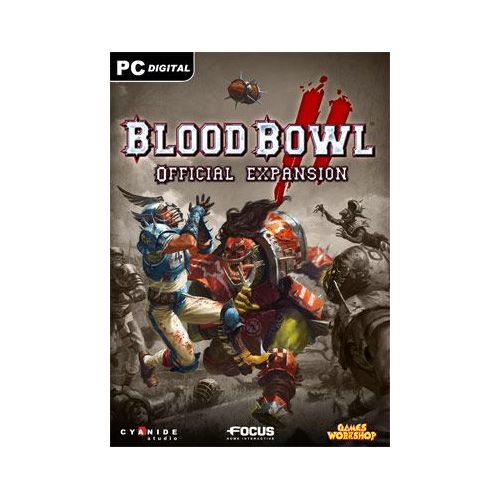 PC DIGITAL
BLOOD BOWL II
OFFICIAL EXPANSION
CYANIDE
studio
FOCUS
HOME INTERACTIVE
GAMES
WORKSHOP